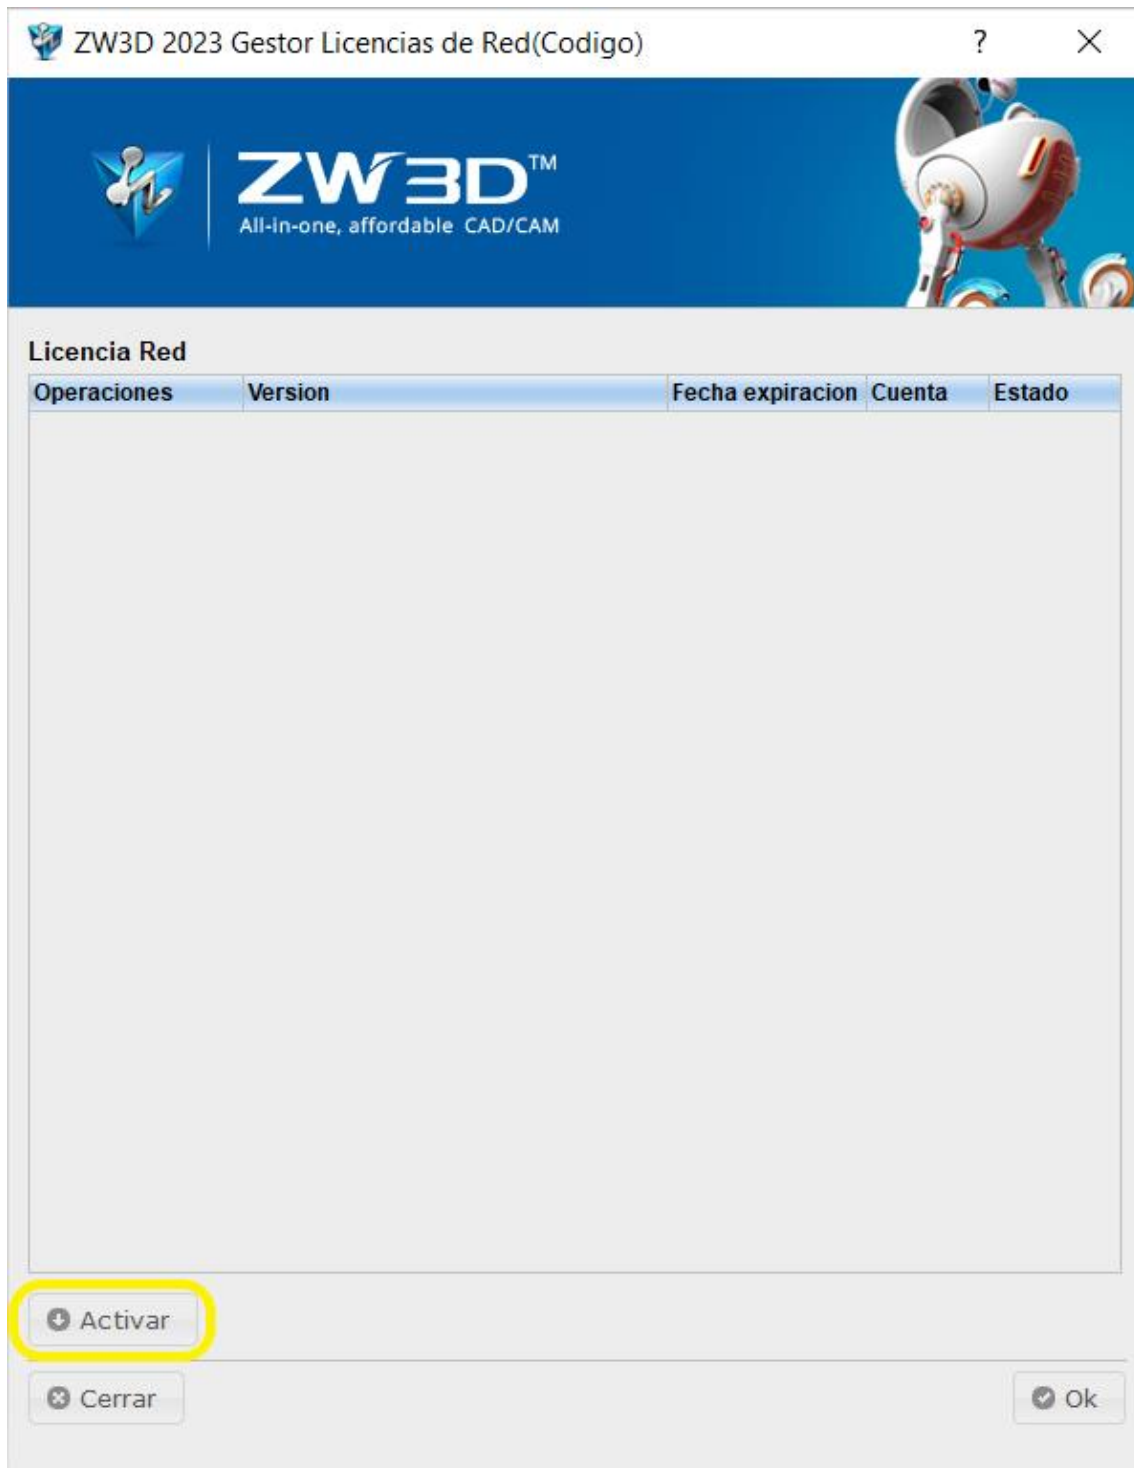 ZW3D 2023 Gestor Licencias de Red(Codigo)
ZW3D™
All-in-one, affordable CAD/CAM
Licencia Red
Operaciones Version Fecha expiracion Cuenta Estado
Activar
Cerrar Ok